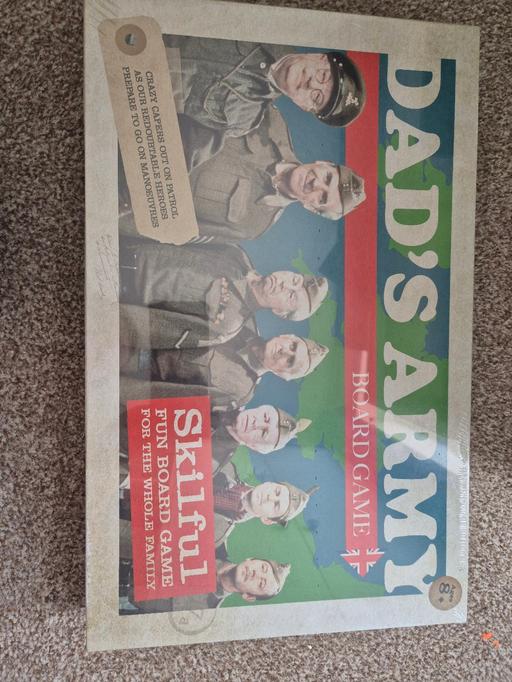 DAD'S ARMY
BOARD GAME
CRAZY CAPERS OUT ON PATROL
AS OUR REDOUBTABLE HEROES
PREPARE TO GO ON MANOEUVRES
Skilful
FUN BOARD GAME
FOR THE WHOLE FAMILY
Ages
8+